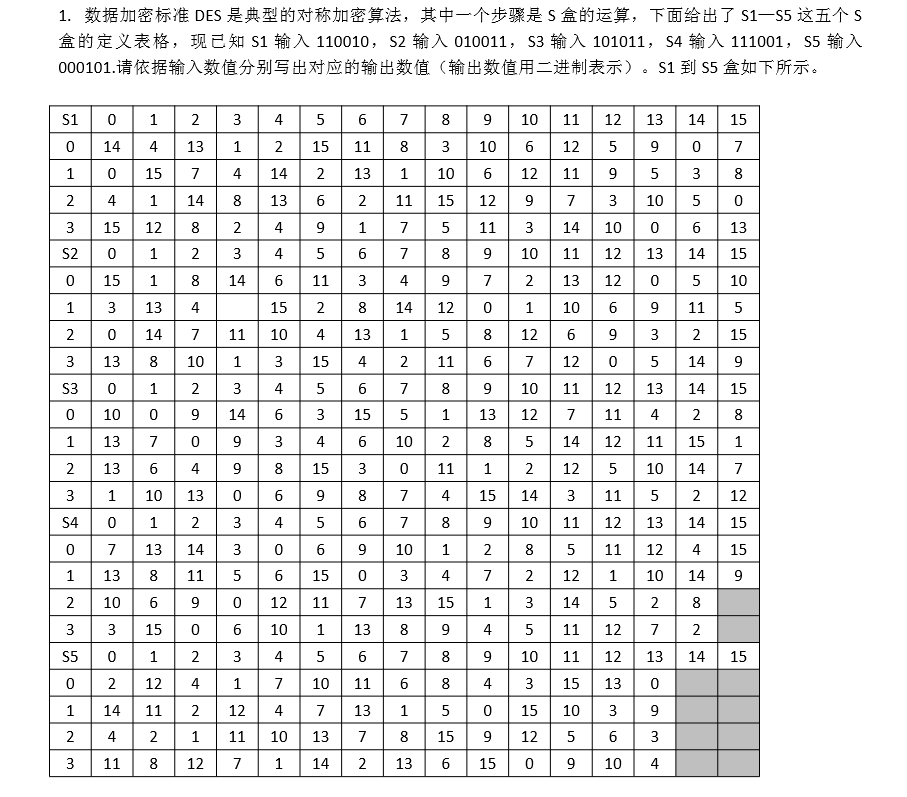 1. 数据加密标准 DES 是典型的对称加密算法，其中一个步骤是 S 盒的运算，下面给出了 S1—S5 这五个 S
盒的定义表格，现已知 S1 输入 110010，S2 输入 010011，S3 输入 101011，S4 输入 111001，S5 输入
000101.请依据输入数值分别写出对应的输出数值（输出数值用二进制表示）。S1 到 S5 盒如下所示。
S1 0 1 2 3 4 5 6 7 8 9 10 11 12 13 14 15
0 14 4 13 1 2 15 11 8 3 10 6 12 5 9 0 7
1 0 15 7 4 14 2 13 1 10 6 12 11 9 5 3 8
2 4 1 14 8 13 6 2 11 15 12 9 7 3 10 5 0
3 15 12 8 2 4 9 1 7 5 11 3 14 10 0 6 13
S2 0 1 2 3 4 5 6 7 8 9 10 11 12 13 14 15
0 15 1 8 14 6 11 3 4 9 7 2 13 12 0 5 10
1 3 13 4 15 2 8 14 12 0 1 10 6 9 11 5
2 0 14 7 11 10 4 13 1 5 8 12 6 9 3 2 15
3 13 8 10 1 3 15 4 2 11 6 7 12 0 5 14 9
S3 0 1 2 3 4 5 6 7 8 9 10 11 12 13 14 15
0 10 0 9 14 6 3 15 5 1 13 12 7 11 4 2 8
1 13 7 0 9 3 4 6 10 2 8 5 14 12 11 15 1
2 13 6 4 9 8 15 3 0 11 1 2 12 5 10 14 7
3 1 10 13 0 6 9 8 7 4 15 14 3 11 5 2 12
S4 0 1 2 3 4 5 6 7 8 9 10 11 12 13 14 15
0 7 13 14 3 0 6 9 10 1 2 8 5 11 12 4 15
1 13 8 11 5 6 15 0 3 4 7 2 12 1 10 14 9
2 10 6 9 0 12 11 7 13 15 1 3 14 5 2 8
3 3 15 0 6 10 1 13 8 9 4 5 11 12 7 2
S5 0 1 2 3 4 5 6 7 8 9 10 11 12 13 14 15
0 2 12 4 1 7 10 11 6 8 4 3 15 13 0
1 14 11 2 12 4 7 13 1 5 0 15 10 3 9
2 4 2 1 11 10 13 7 8 15 9 12 5 6 3
3 11 8 12 7 1 14 2 13 6 15 0 9 10 4